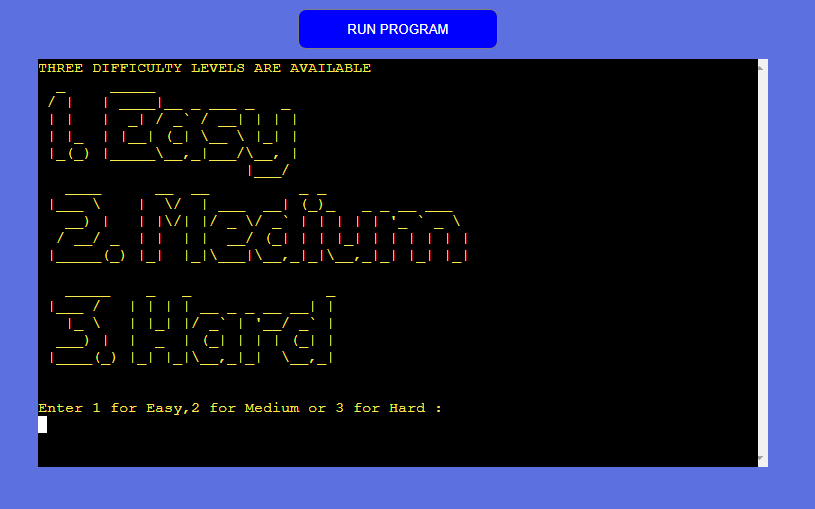 RUN PROGRAM
THREE DIFFICULTY LEVELS ARE AVAILABLE
1. Easy
2. Medium
3. Hard
Enter 1 for Easy,2 for Medium or 3 for Hard :